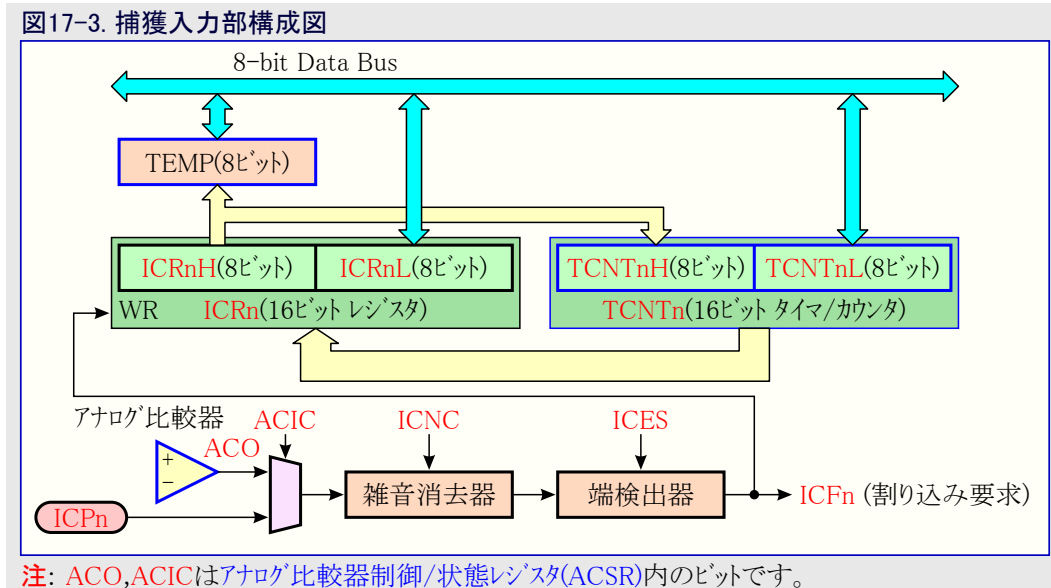 図17-3. 捕獲入力部構成図
8-bit Data Bus
TEMP(8ﾋﾞｯﾄ)
ICRnH(8ﾋﾞｯﾄ) ICRnL(8ﾋﾞｯﾄ)
WR ICRn(16ﾋﾞｯﾄ ﾚｼﾞｽﾀ)
TCNTnH(8ﾋﾞｯﾄ) TCNTnL(8ﾋﾞｯﾄ)
TCNTn(16ﾋﾞｯﾄ ﾀｲﾏ/ｶｳﾝﾀ)
ｱﾅﾛｸﾞ比較器
ACIC
ICNC
ICES
+
−
ACO
ICPn
雑音消去器
端検出器
ICFn (割り込み要求)
注: ACO,ACICはｱﾅﾛｸﾞ比較器制御/状態ﾚｼﾞｽﾀ(ACSR)内のﾋﾞｯﾄです。